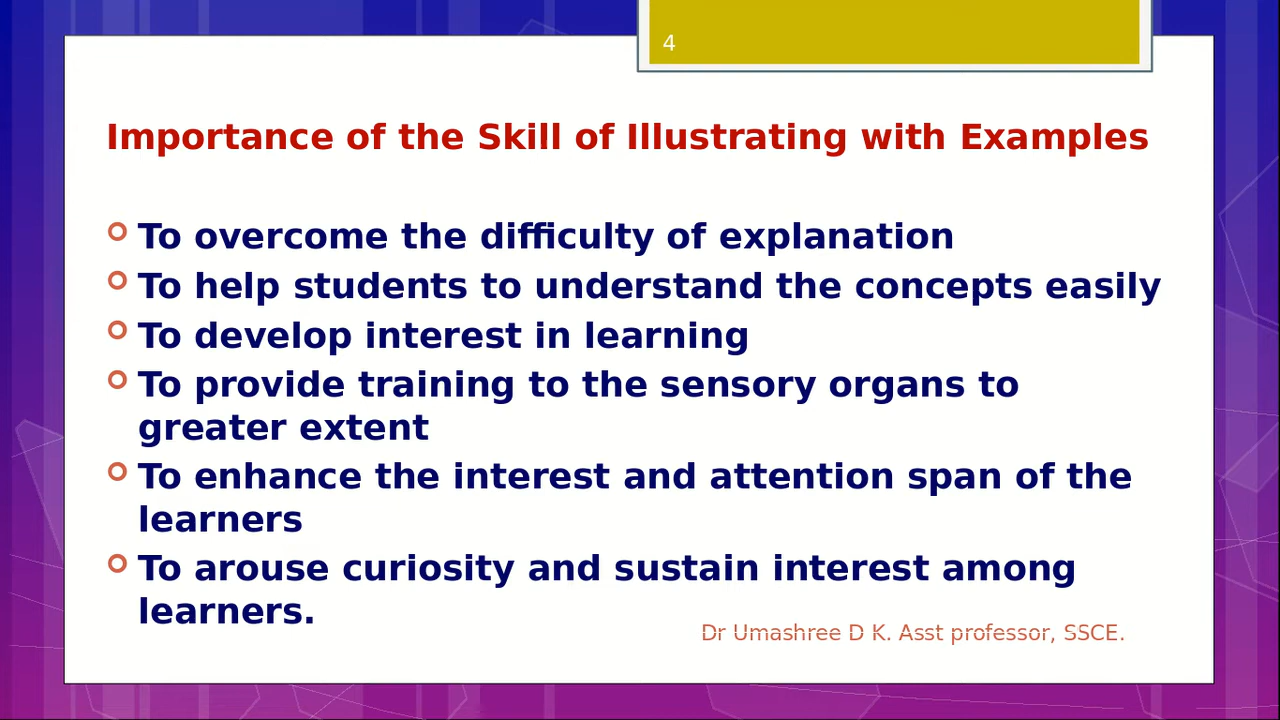 4
Importance of the Skill of Illustrating with Examples
To overcome the difficulty of explanation
To help students to understand the concepts easily
To develop interest in learning
To provide training to the sensory organs to
greater extent
To enhance the interest and attention span of the
learners
To arouse curiosity and sustain interest among
learners.
Dr Umashree D K. Asst professor, SSCE.